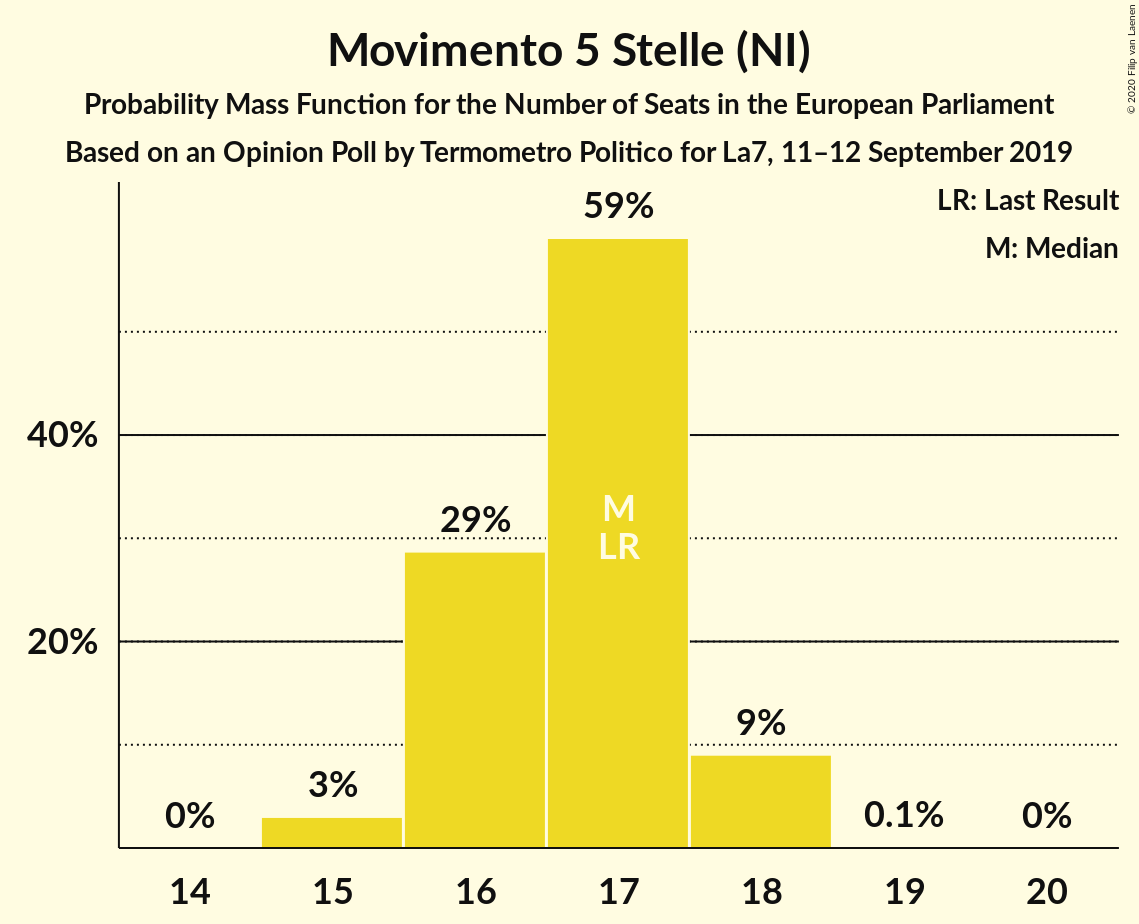 Movimento 5 Stelle (NI)
Probability Mass Function for the Number of Seats in the European Parliament
Based on an Opinion Poll by Termometro Politico for La7, 11–12 September 2019
© 2020 Filip van Laenen
LR: Last Result
M: Median
59%
40%
29%
M
LR
20%
9%
3%
0%
0.1%
0%
14 15 16 17 18 19 20